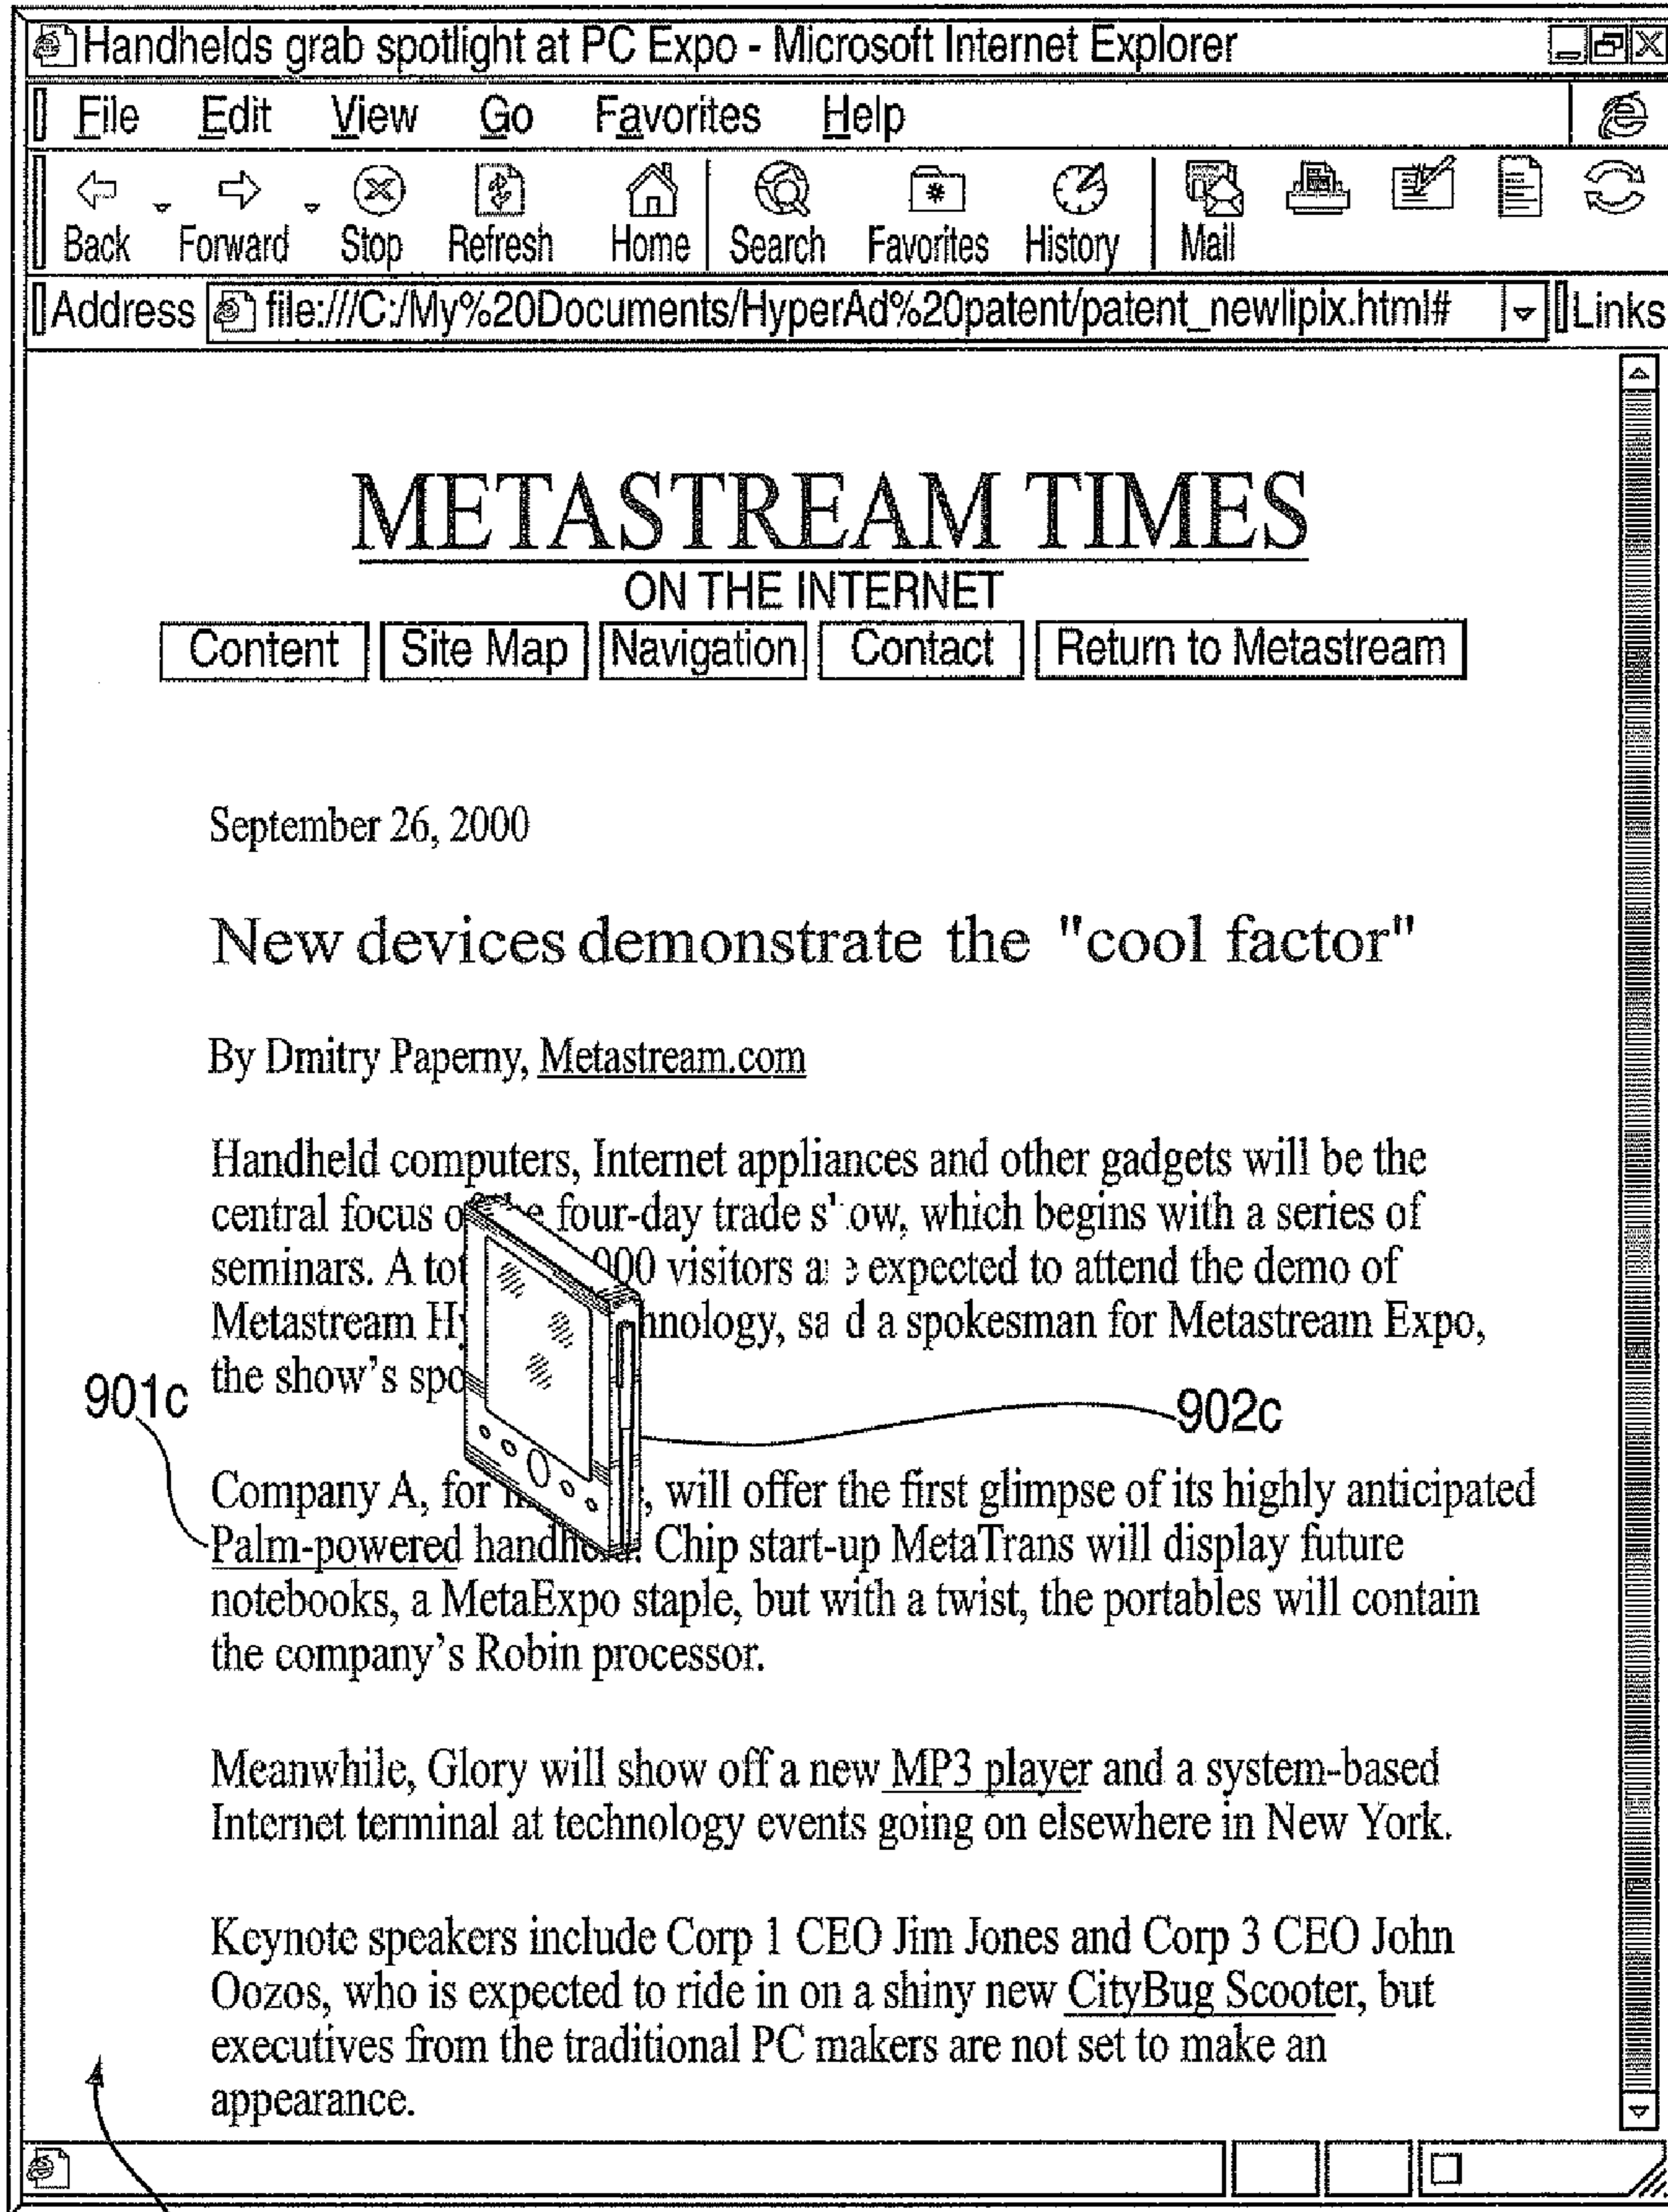 Handhelds grab spotlight at PC Expo - Microsoft Internet Explorer
File Edit View Go Favorites Help
Back Forward Stop Refresh Home Search Favorites History Mail
Address file:///C:/My%20Documents/HyperAd%20patent/patent_newlipix.html# Links
METASTREAM TIMES
ON THE INTERNET
Content Site Map Navigation Contact Return to Metastream
September 26, 2000
New devices demonstrate the "cool factor"
By Dmitry Paperny, Metastream.com
Handheld computers, Internet appliances and other gadgets will be the
central focus four-day trade which begins with a series of
seminars. A 000 visitors expected to attend the demo of
Metastream a spokesman for Metastream Expo,
the show's
901c
902c
Company A, for will offer the first glimpse of its highly anticipated
Palm-powered handheld. Chip start-up MetaTrans will display future
notebooks, a MetaExpo staple, but with a twist, the portables will contain
the company's Robin processor.
Meanwhile, Glory will show off a new MP3 player and a system-based
Internet terminal at technology events going on elsewhere in New York.
Keynote speakers include Corp 1 CEO Jim Jones and Corp 3 CEO John
Oozos, who is expected to ride in on a shiny new CityBug Scooter, but
executives from the traditional PC makers are not set to make an
appearance.